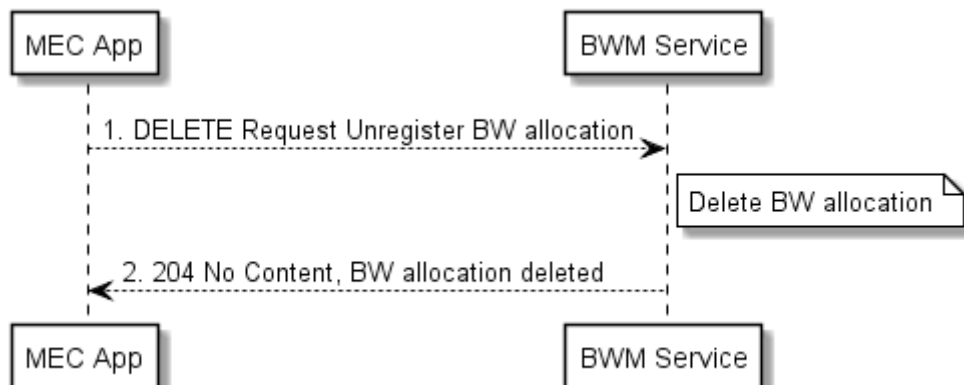 MEC App
BWM Service
1. DELETE Request Unregister BW allocation
Delete BW allocation
2. 204 No Content, BW allocation deleted
MEC App
BWM Service